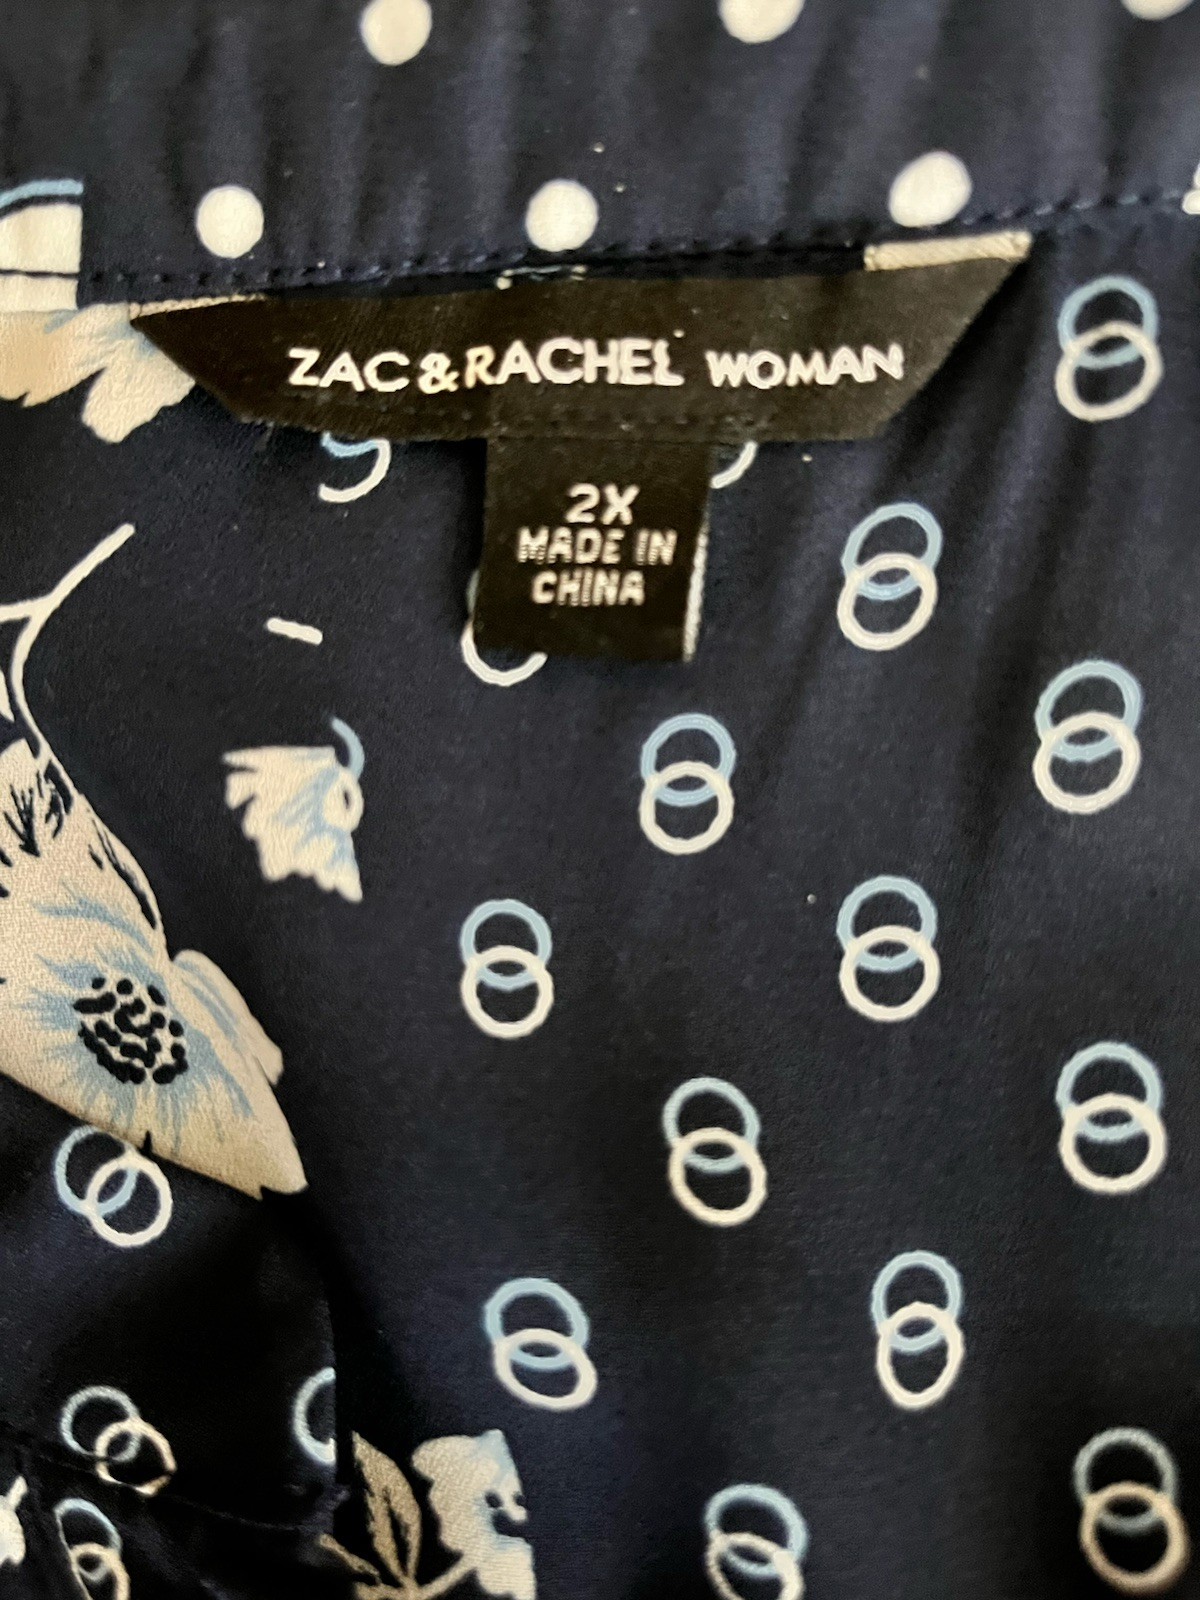 ZAC & RACHEL WOMAN
2X
MADE IN
CHINA